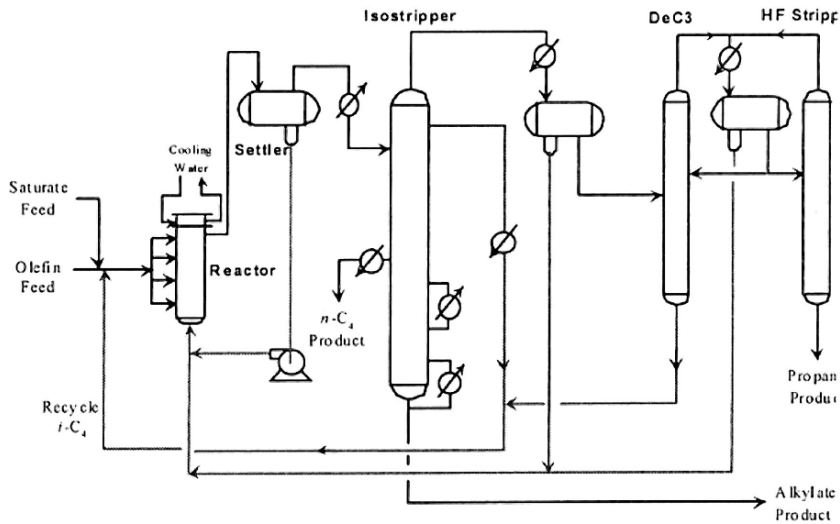 Isostripper
DeC3
HF Stripp
Settler
Cooling
Water
Saturate
Feed
Olefin
Feed
Reactor
n-C4
Product
Recycle
i-C4
Propan
Produc
Alkylate
Product